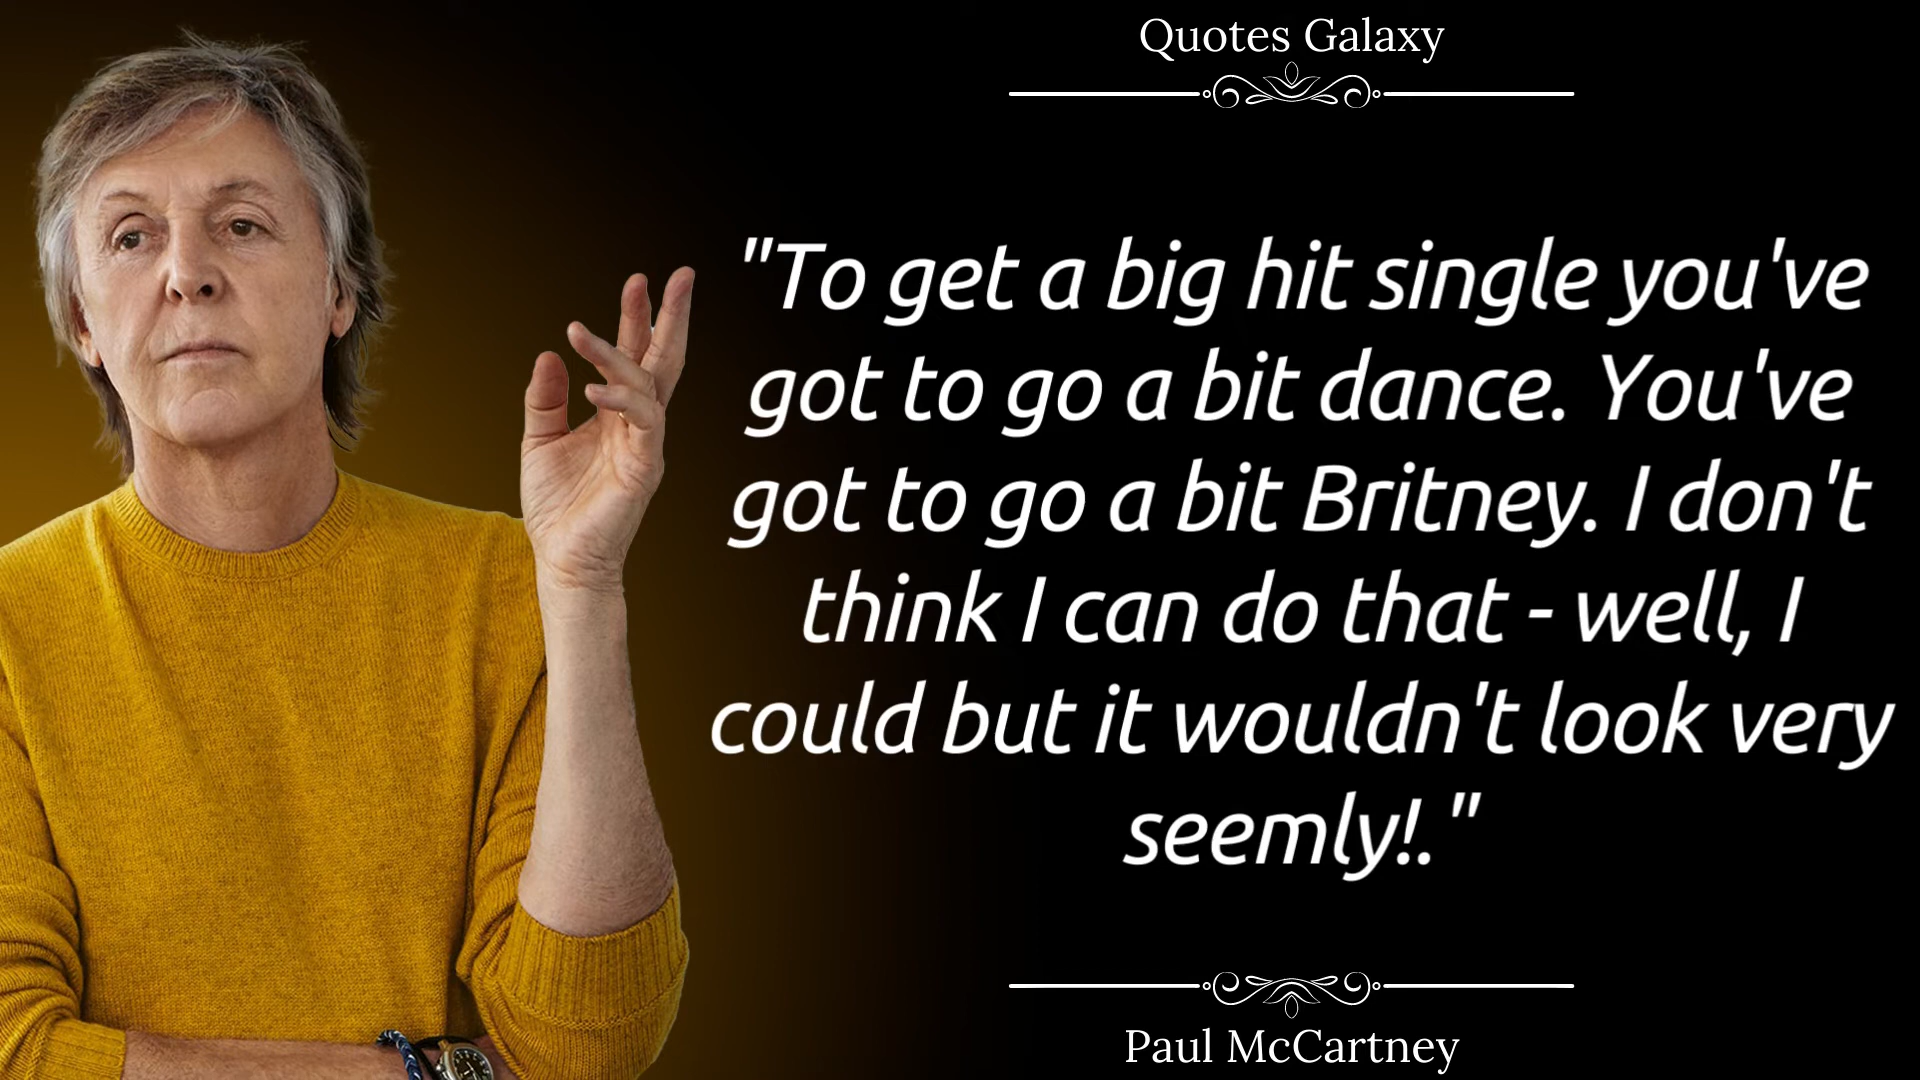 Quotes Galaxy
"To get a big hit single you've
got to go a bit dance. You've
got to go a bit Britney. I don't
think I can do that - well, I
could but it wouldn't look very
seemly!."
Paul McCartney